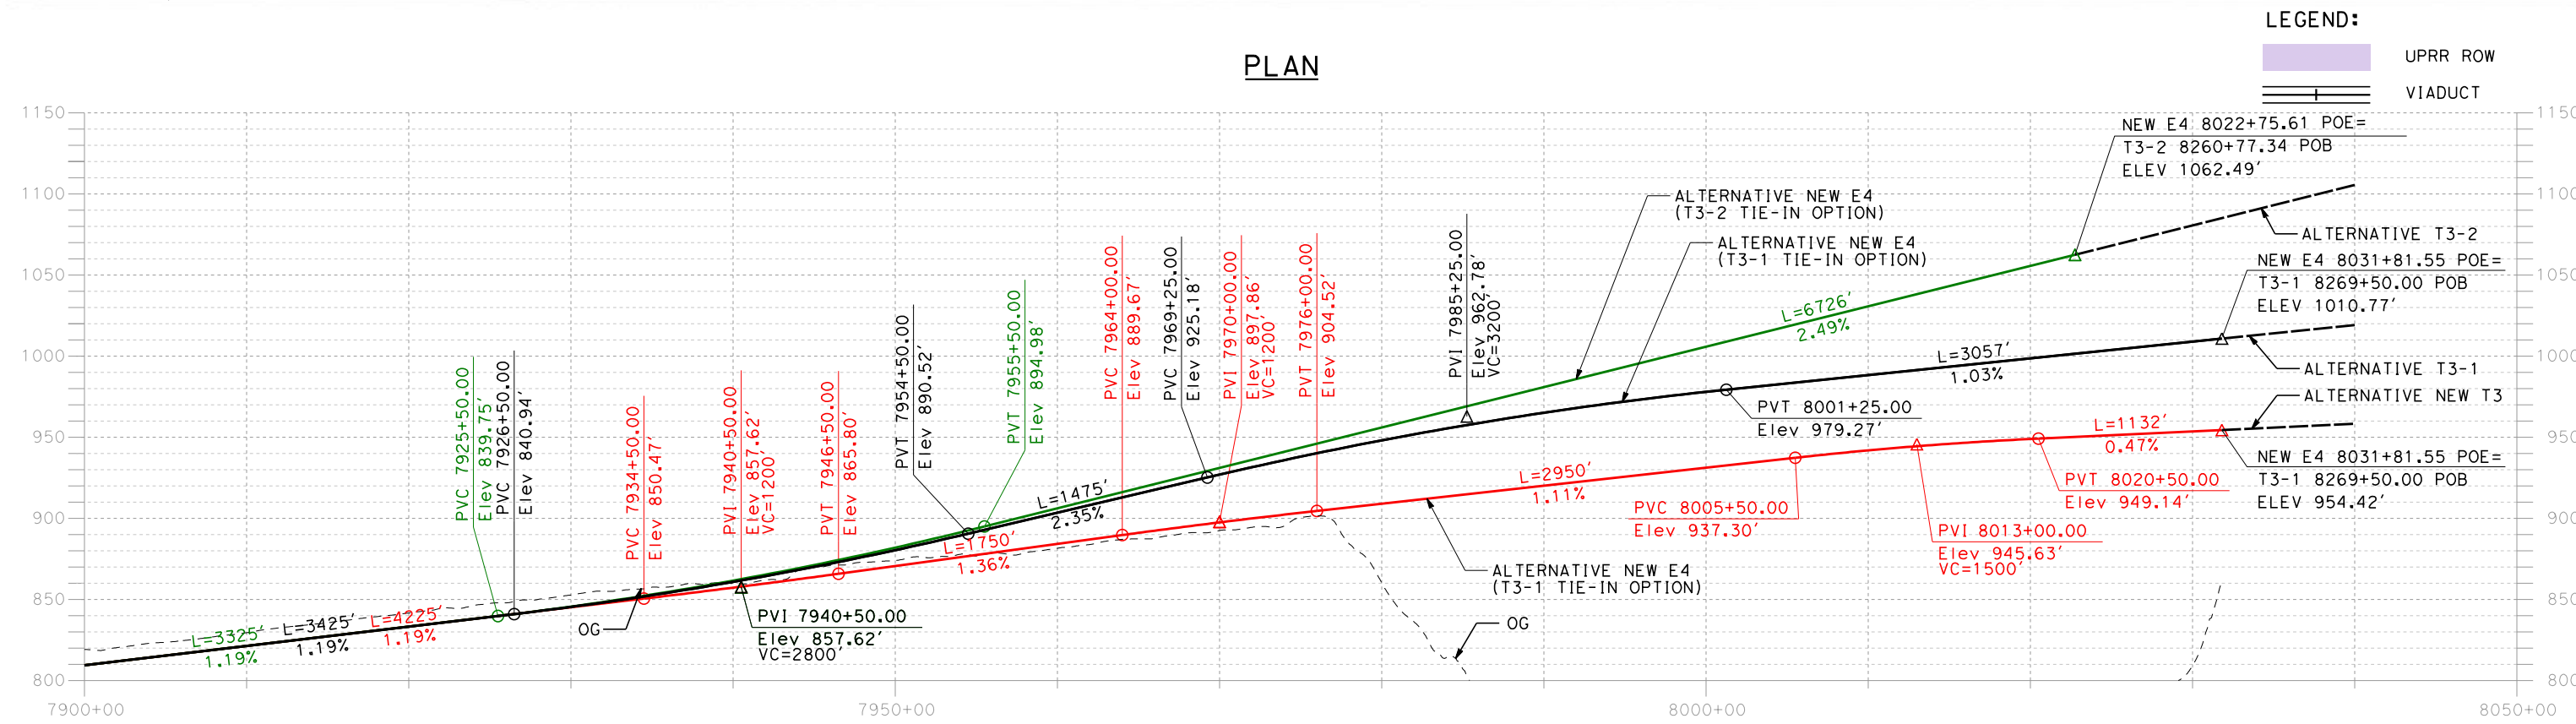 LEGEND:
UPRR ROW
VIADUCT
PLAN
1150
1100
1050
1000
950
900
850
800
7900+00
7950+00
8000+00
8050+00
1150
1100
1050
1000
950
900
850
800
L=3325′
1.19%
L=3425′
1.19%
L=4225′
1.19%
PVC 7925+50.00
Elev 839.75′
PVC 7926+50.00
Elev 840.94′
OG
PVC 7934+50.00
Elev 850.47′
PVI 7940+50.00
Elev 857.62′
VC=1200′
PVI 7940+50.00
Elev 857.62′
VC=2800′
PVT 7946+50.00
Elev 865.80′
PVT 7954+50.00
Elev 890.52′
PVT 7955+50.00
Elev 894.98′
L=1750′
1.36%
L=1475′
2.35%
PVC 7964+00.00
Elev 889.67′
PVC 7969+25.00
Elev 925.18′
PVI 7970+00.00
Elev 897.86′
VC=1200′
PVT 7976+00.00
Elev 904.52′
PVI 7985+25.00
Elev 962.78′
VC=3200′
ALTERNATIVE NEW E4
(T3-2 TIE-IN OPTION)
ALTERNATIVE NEW E4
(T3-1 TIE-IN OPTION)
L=2950′
1.11%
ALTERNATIVE NEW E4
(T3-1 TIE-IN OPTION)
OG
PVT 8001+25.00
Elev 979.27′
PVC 8005+50.00
Elev 937.30′
L=6726′
2.49%
L=3057′
1.03%
PVI 8013+00.00
Elev 945.63′
VC=1500′
PVT 8020+50.00
Elev 949.14′
L=1132′
0.47%
NEW E4 8022+75.61 POE=
T3-2 8260+77.34 POB
ELEV 1062.49′
ALTERNATIVE T3-2
NEW E4 8031+81.55 POE=
T3-1 8269+50.00 POB
ELEV 1010.77′
ALTERNATIVE T3-1
ALTERNATIVE NEW T3
NEW E4 8031+81.55 POE=
T3-1 8269+50.00 POB
ELEV 954.42′